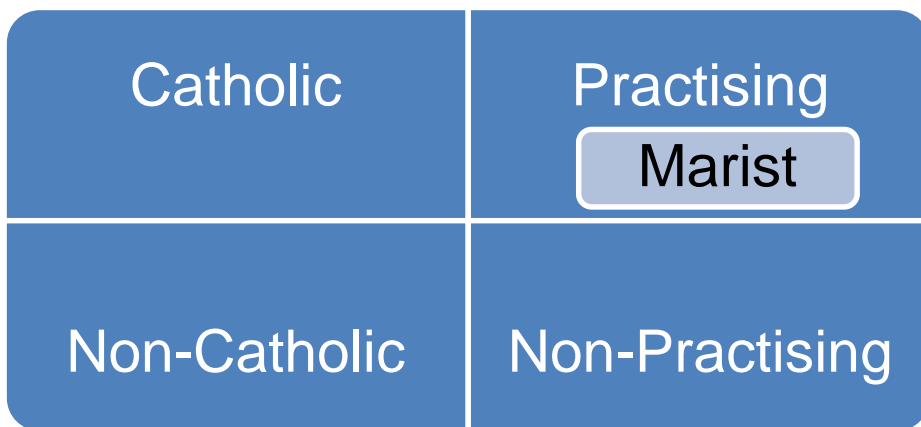 Catholic
Practising
Marist
Non-Catholic
Non-Practising